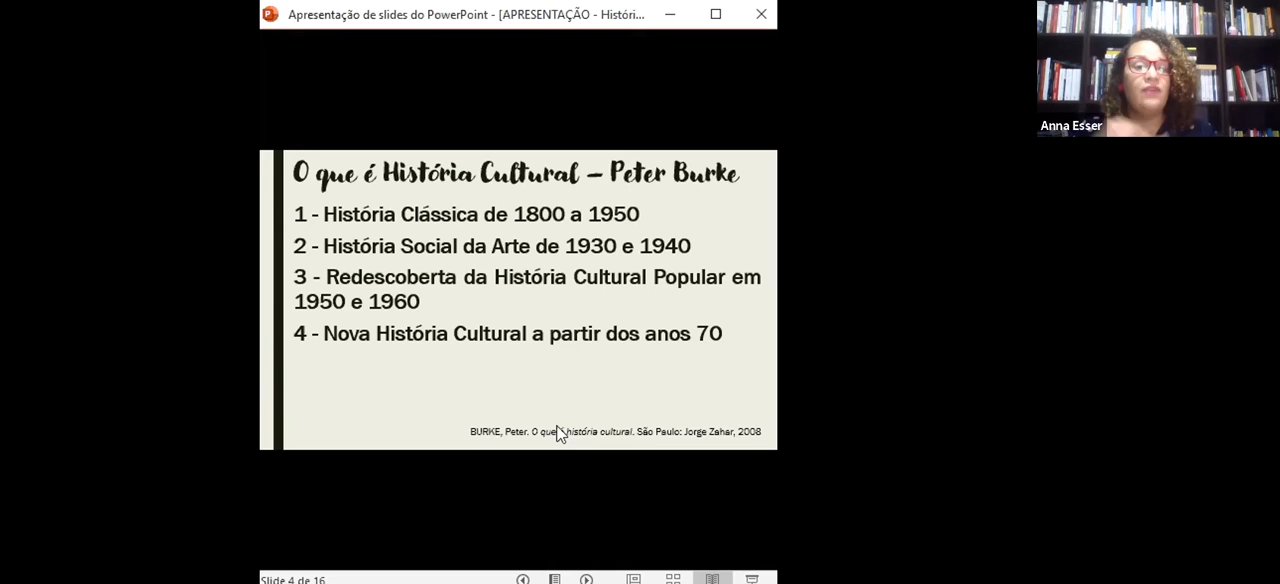 Apresentação de slides do PowerPoint - [APRESENTAÇÃO - Históri...
Anna Esser
O que é História Cultural – Peter Burke
1 - História Clássica de 1800 a 1950
2 - História Social da Arte de 1930 e 1940
3 - Redescoberta da História Cultural Popular em
1950 e 1960
4 - Nova História Cultural a partir dos anos 70
BURKE, Peter. O que é história cultural. São Paulo: Jorge Zahar, 2008
Slide 4 de 16